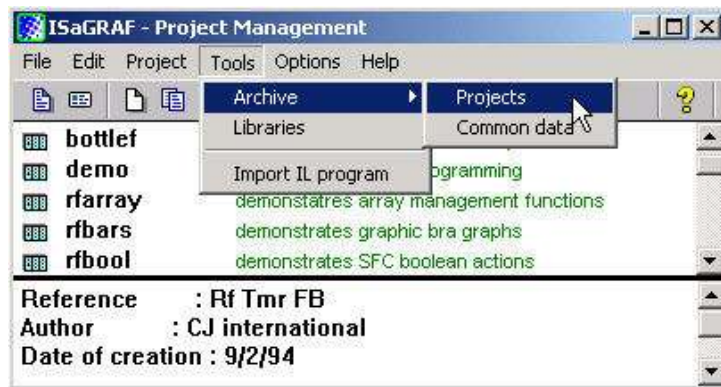 ISaGRAF - Project Management
File Edit Project Tools Options Help
Archive Projects
Libraries Common data
Import IL program
bottlef
demo ogramming
rfarray demonstatres array management functions
rfbars demonstrates graphic bra graphs
rfbool demonstrates SFC boolean actions
Reference : Rf Tmr FB
Author : CJ international
Date of creation : 9/2/94